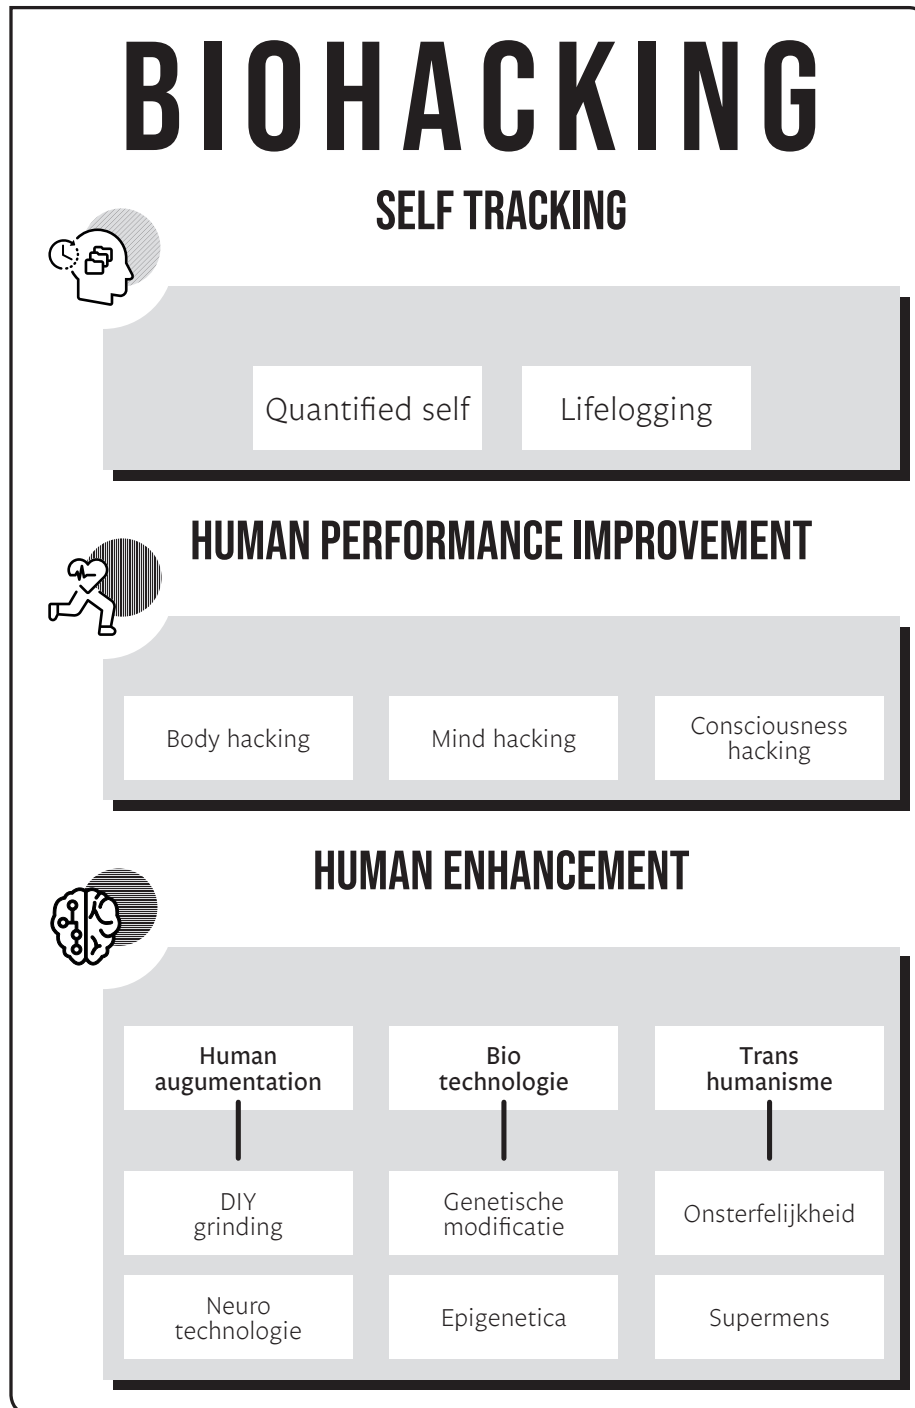 BIOHACKING
SELF TRACKING
Quantified self
Lifelogging
HUMAN PERFORMANCE IMPROVEMENT
Body hacking
Mind hacking
Consciousness
hacking
HUMAN ENHANCEMENT
Human
augumentation
Bio
technologie
Trans
humanisme
DIY
grinding
Genetische
modificatie
Onsterfelijkheid
Neuro
technologie
Epigenetica
Supermens